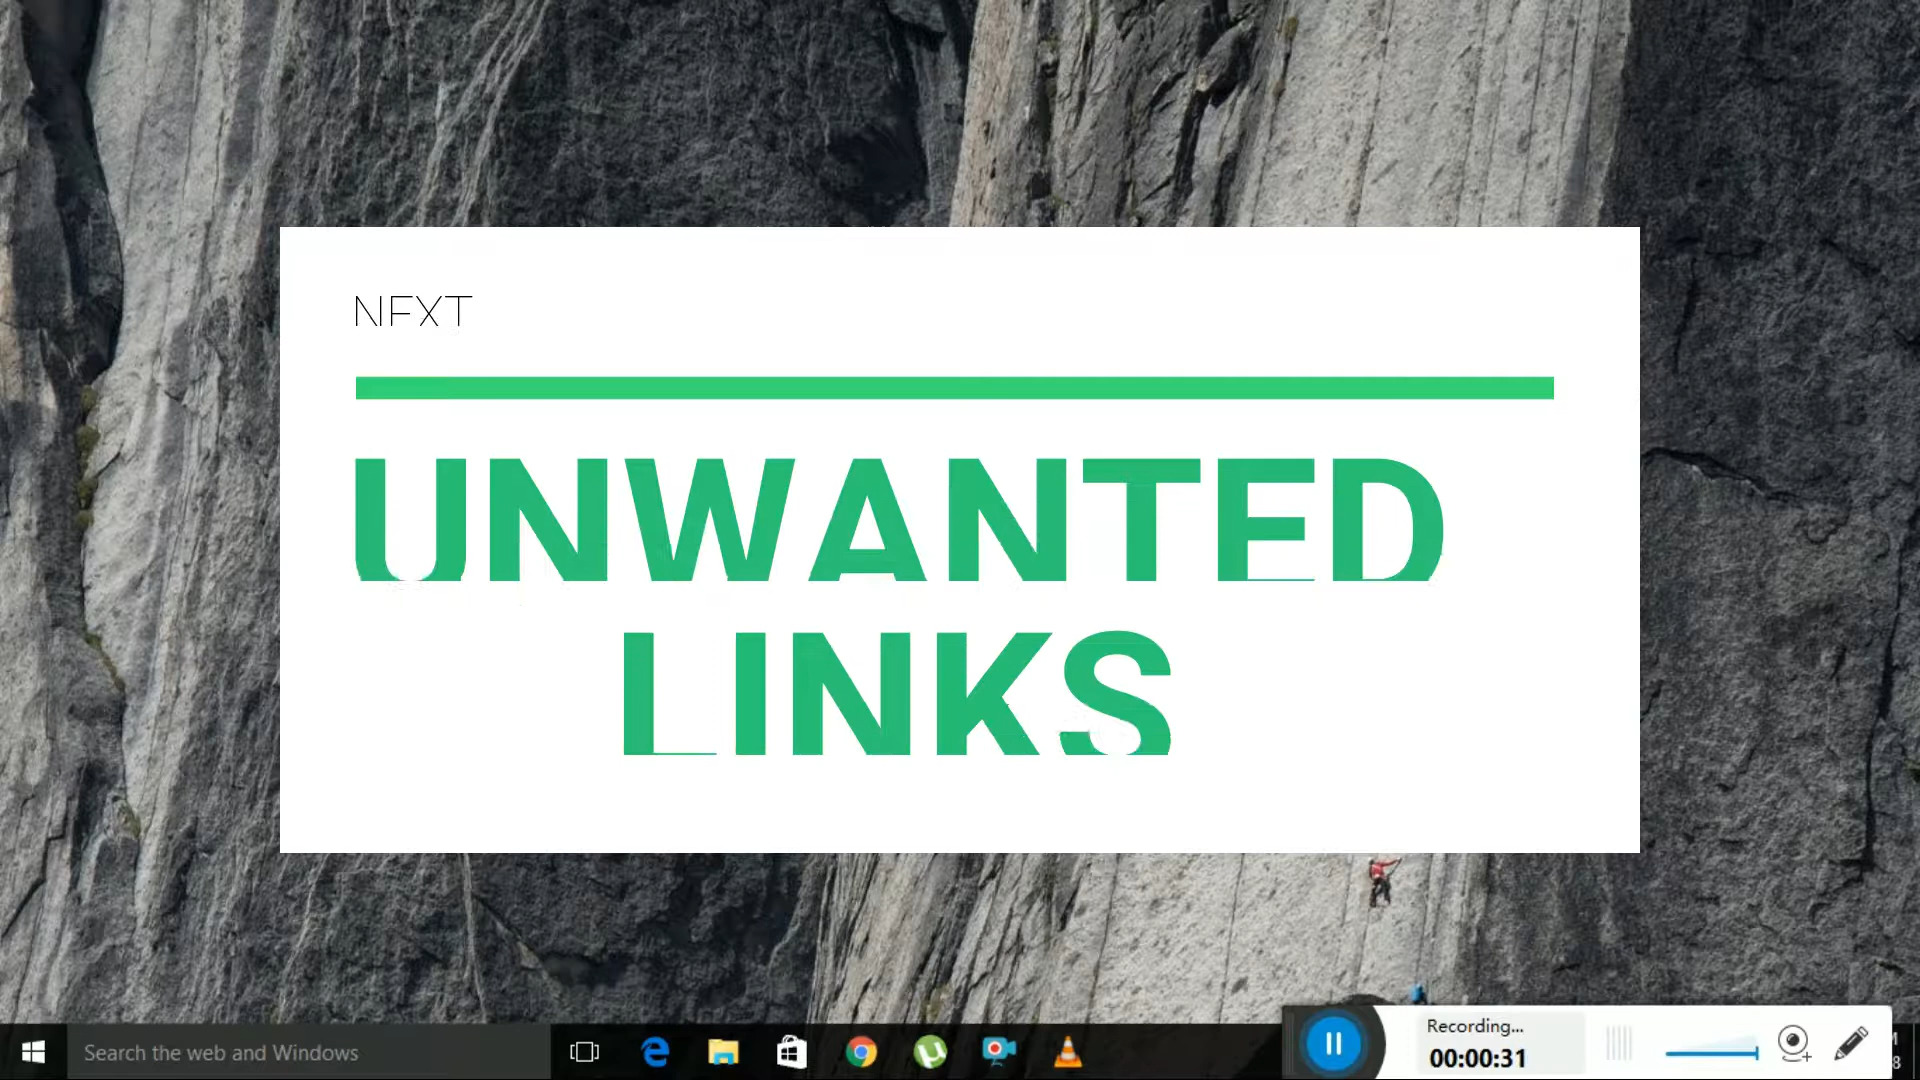 NEXT
UNWANTED
LINKS
Search the web and Windows
Recording...
00:00:31